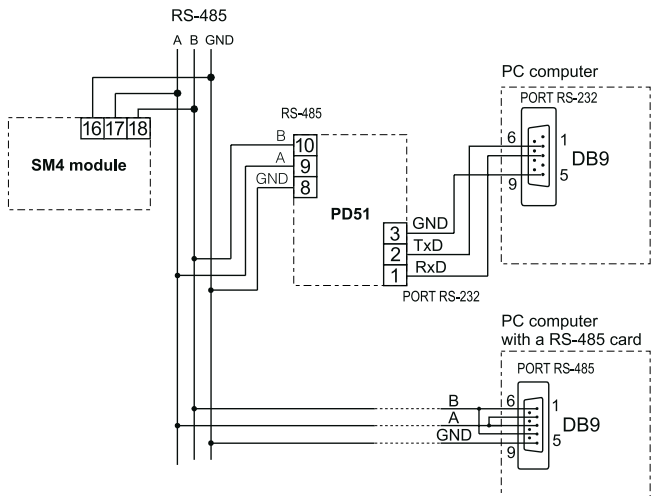 RS-485
A B GND
16 17 18
SM4 module
RS-485
B 10
A 9
GND 8
PD51
3 GND
2 TxD
1 RxD
PORT RS-232
PC computer
PORT RS-232
6 1
DB9
9 5
PC computer
with a RS-485 card
PORT RS-485
B 6 1
A DB9
GND 9 5